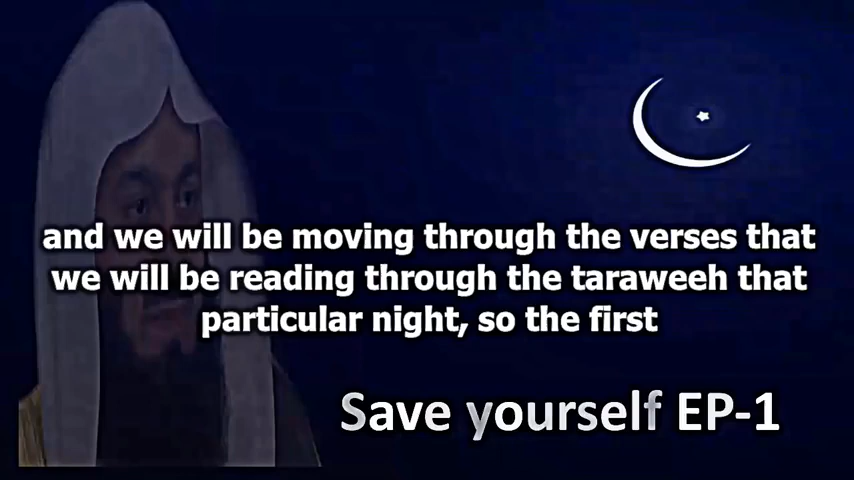 and we will be moving through the verses that
we will be reading through the taraweeh that
particular night, so the first
Save yourself EP-1